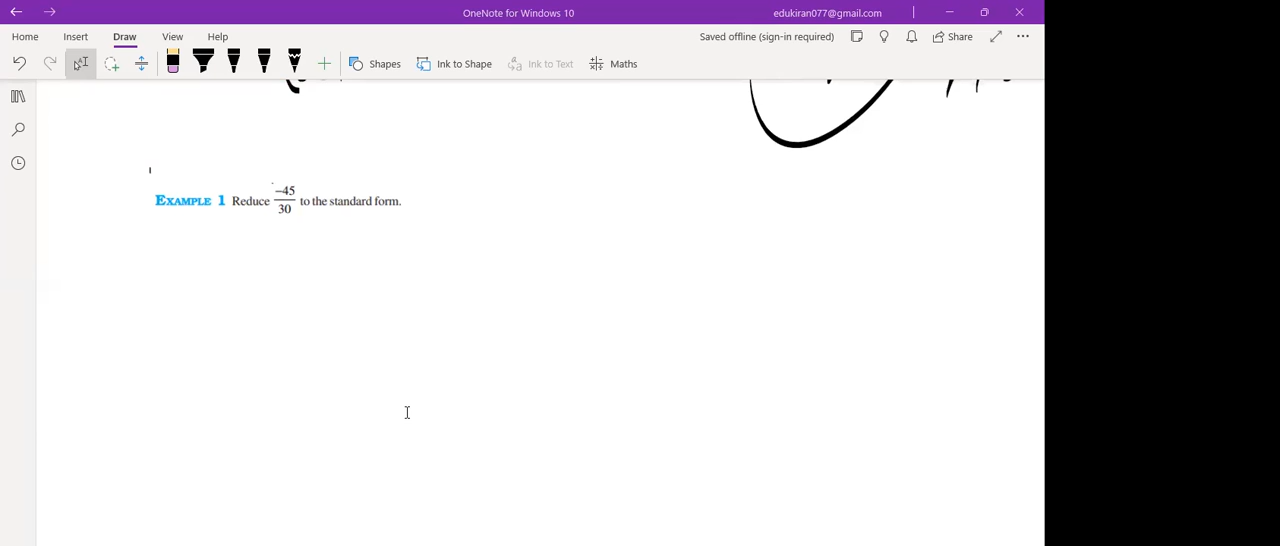 OneNote for Windows 10
edukiran077@gmail.com
Home Insert Draw View Help
Saved offline (sign-in required)
Share
Shapes
Ink to Shape
Ink to Text
Maths
EXAMPLE 1 Reduce -45/30 to the standard form.